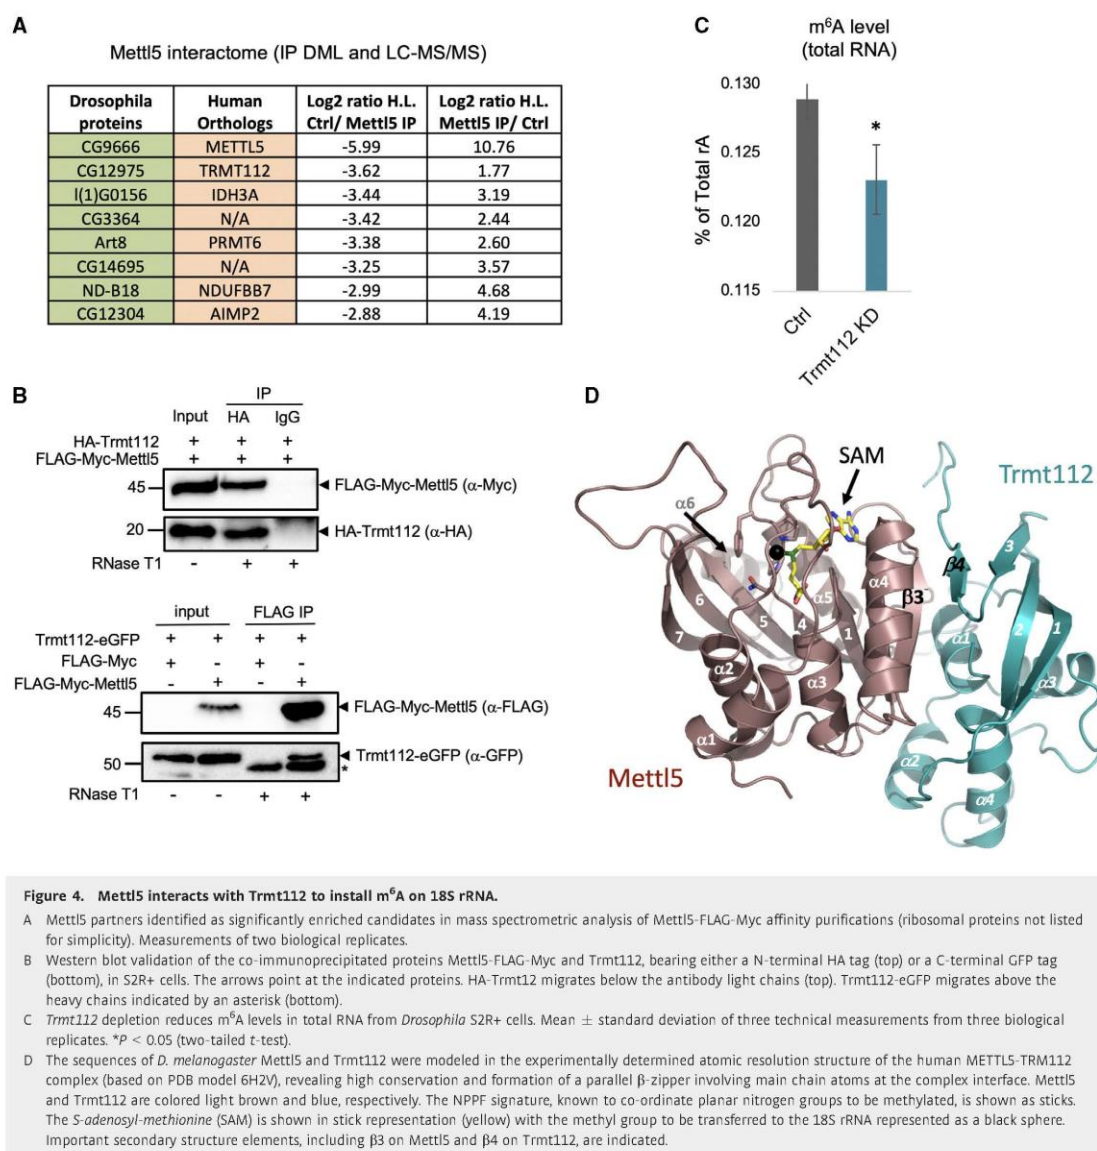 A
Mettl5 interactome (IP DML and LC-MS/MS)
Drosophila proteins Human Orthologs Log2 ratio H.L. Ctrl/ Mettl5 IP Log2 ratio H.L. Mettl5 IP/ Ctrl
CG9666 METTL5 -5.99 10.76
CG12975 TRMT112 -3.62 1.77
l(1)G0156 IDH3A -3.44 3.19
CG3364 N/A -3.42 2.44
Art8 PRMT6 -3.38 2.60
CG14695 N/A -3.25 3.57
ND-B18 NDUFBB7 -2.99 4.68
CG12304 AIMP2 -2.88 4.19
C
m⁶A level
(total RNA)
% of Total rA
0.130
0.125
0.120
0.115
*
Ctrl
Trmt112 KD
B
IP
Input HA IgG
HA-Trmt112 + + +
FLAG-Myc-Mettl5 + + +
45 FLAG-Myc-Mettl5 (α-Myc)
20 HA-Trmt112 (α-HA)
RNase T1 - + +
input FLAG IP
Trmt112-eGFP + + + +
FLAG-Myc + - + -
FLAG-Myc-Mettl5 - + - +
45 FLAG-Myc-Mettl5 (α-FLAG)
50 Trmt112-eGFP (α-GFP)
*
RNase T1 - - + +
D
SAM
Trmt112
α6
β4
3
α4
6
α5
β3
5
4
1
2
1
7
α1
α2
α3
α3
α1
α2
α4
Mettl5
Figure 4. Mettl5 interacts with Trmt112 to install m⁶A on 18S rRNA.
A Mettl5 partners identified as significantly enriched candidates in mass spectrometric analysis of Mettl5-FLAG-Myc affinity purifications (ribosomal proteins not listed
for simplicity). Measurements of two biological replicates.
B Western blot validation of the co-immunoprecipitated proteins Mettl5-FLAG-Myc and Trmt112, bearing either a N-terminal HA tag (top) or a C-terminal GFP tag
(bottom), in S2R+ cells. The arrows point at the indicated proteins. HA-Trmt12 migrates below the antibody light chains (top). Trmt112-eGFP migrates above the
heavy chains indicated by an asterisk (bottom).
C Trmt112 depletion reduces m⁶A levels in total RNA from Drosophila S2R+ cells. Mean ± standard deviation of three technical measurements from three biological
replicates. *P < 0.05 (two-tailed t-test).
D The sequences of D. melanogaster Mettl5 and Trmt112 were modeled in the experimentally determined atomic resolution structure of the human METTL5-TRM112
complex (based on PDB model 6H2V), revealing high conservation and formation of a parallel β-zipper involving main chain atoms at the complex interface. Mettl5
and Trmt112 are colored light brown and blue, respectively. The NPPF signature, known to co-ordinate planar nitrogen groups to be methylated, is shown as sticks.
The S-adenosyl-methionine (SAM) is shown in stick representation (yellow) with the methyl group to be transferred to the 18S rRNA represented as a black sphere.
Important secondary structure elements, including β3 on Mettl5 and β4 on Trmt112, are indicated.